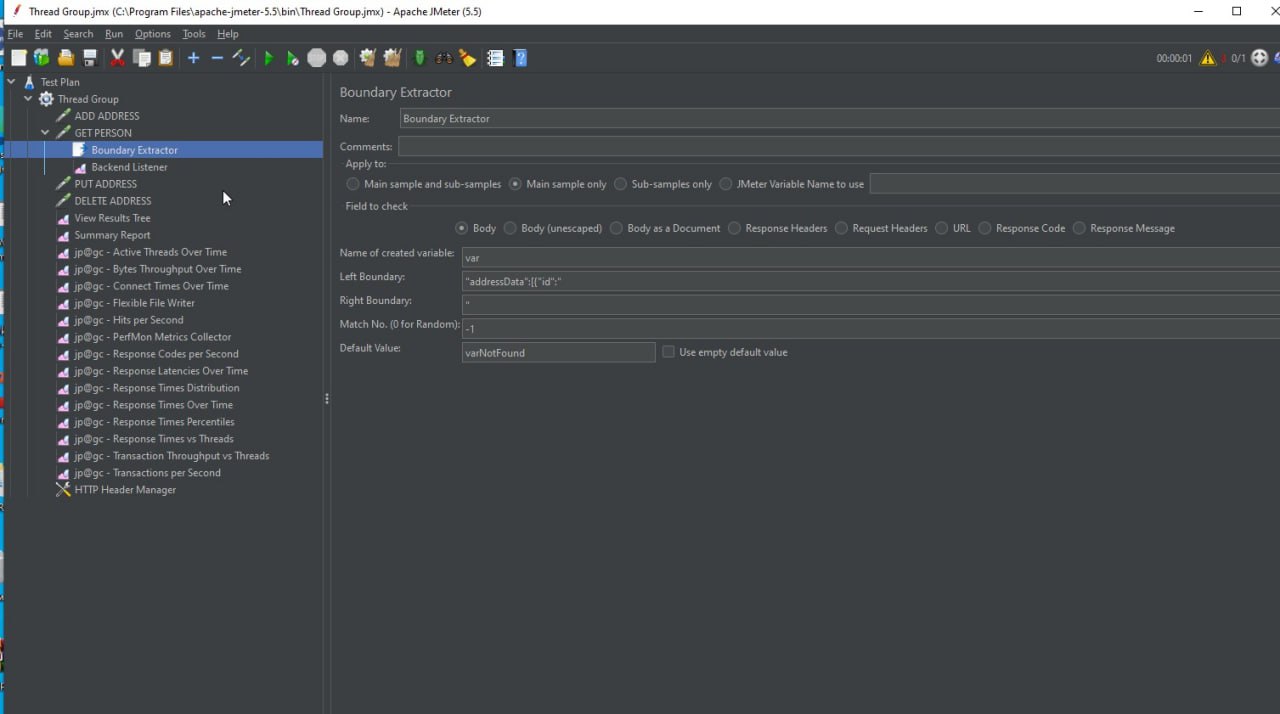 Thread Group.jmx (C:\Program Files\apache-jmeter-5.5\bin\Thread Group.jmx) - Apache JMeter (5.5)
File Edit Search Run Options Tools Help
00:00:01 3 0/1
Test Plan
Thread Group
ADD ADDRESS
GET PERSON
Boundary Extractor
Backend Listener
PUT ADDRESS
DELETE ADDRESS
View Results Tree
Summary Report
jp@gc - Active Threads Over Time
jp@gc - Bytes Throughput Over Time
jp@gc - Connect Times Over Time
jp@gc - Flexible File Writer
jp@gc - Hits per Second
jp@gc - PerfMon Metrics Collector
jp@gc - Response Codes per Second
jp@gc - Response Latencies Over Time
jp@gc - Response Times Distribution
jp@gc - Response Times Over Time
jp@gc - Response Times Percentiles
jp@gc - Response Times vs Threads
jp@gc - Transaction Throughput vs Threads
jp@gc - Transactions per Second
HTTP Header Manager
Boundary Extractor
Name: Boundary Extractor
Comments:
Apply to:
Main sample and sub-samples Main sample only Sub-samples only JMeter Variable Name to use
Field to check
Body Body (unescaped) Body as a Document Response Headers Request Headers URL Response Code Response Message
Name of created variable: var
Left Boundary: "addressData":[{"id":"
Right Boundary: "
Match No. (0 for Random): -1
Default Value: varNotFound Use empty default value